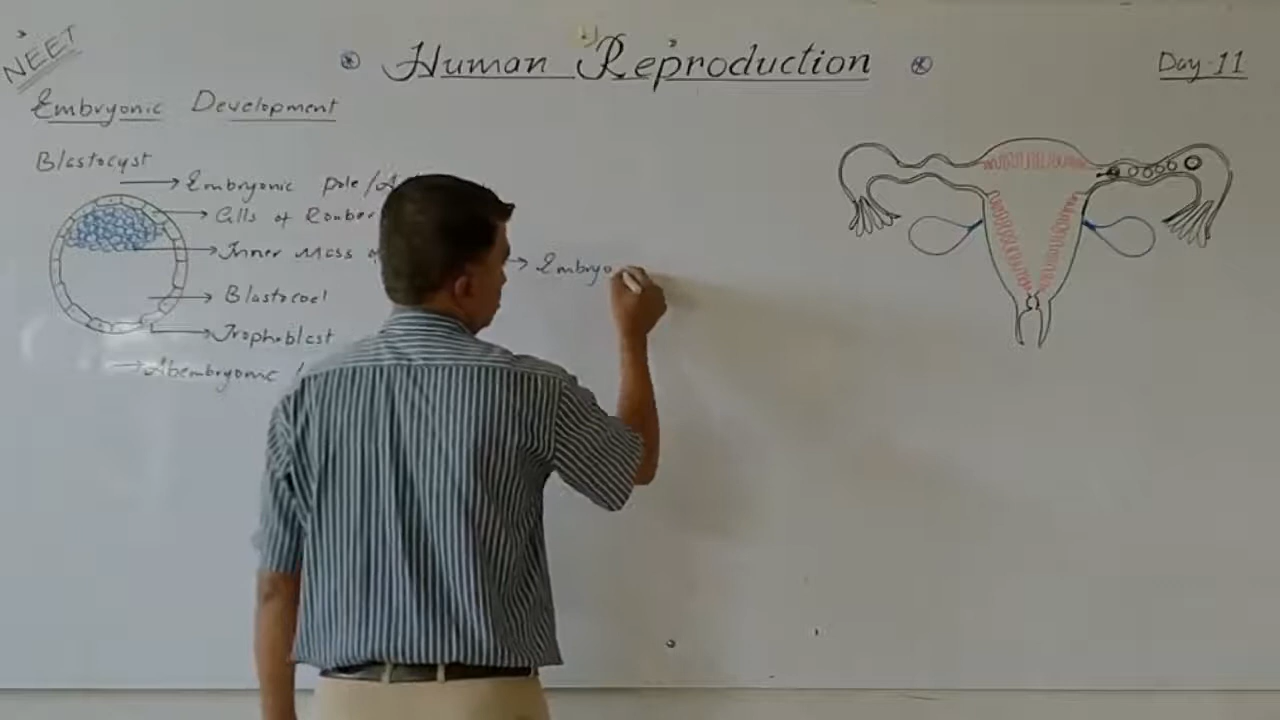 NEET
Human Reproduction
Day-11
Embryonic Development
Blastocyst
Embryonic pole/A
Cells of Rauber
Inner Mass of
Embryo
Blastocoel
Trophoblast
Abembryonic